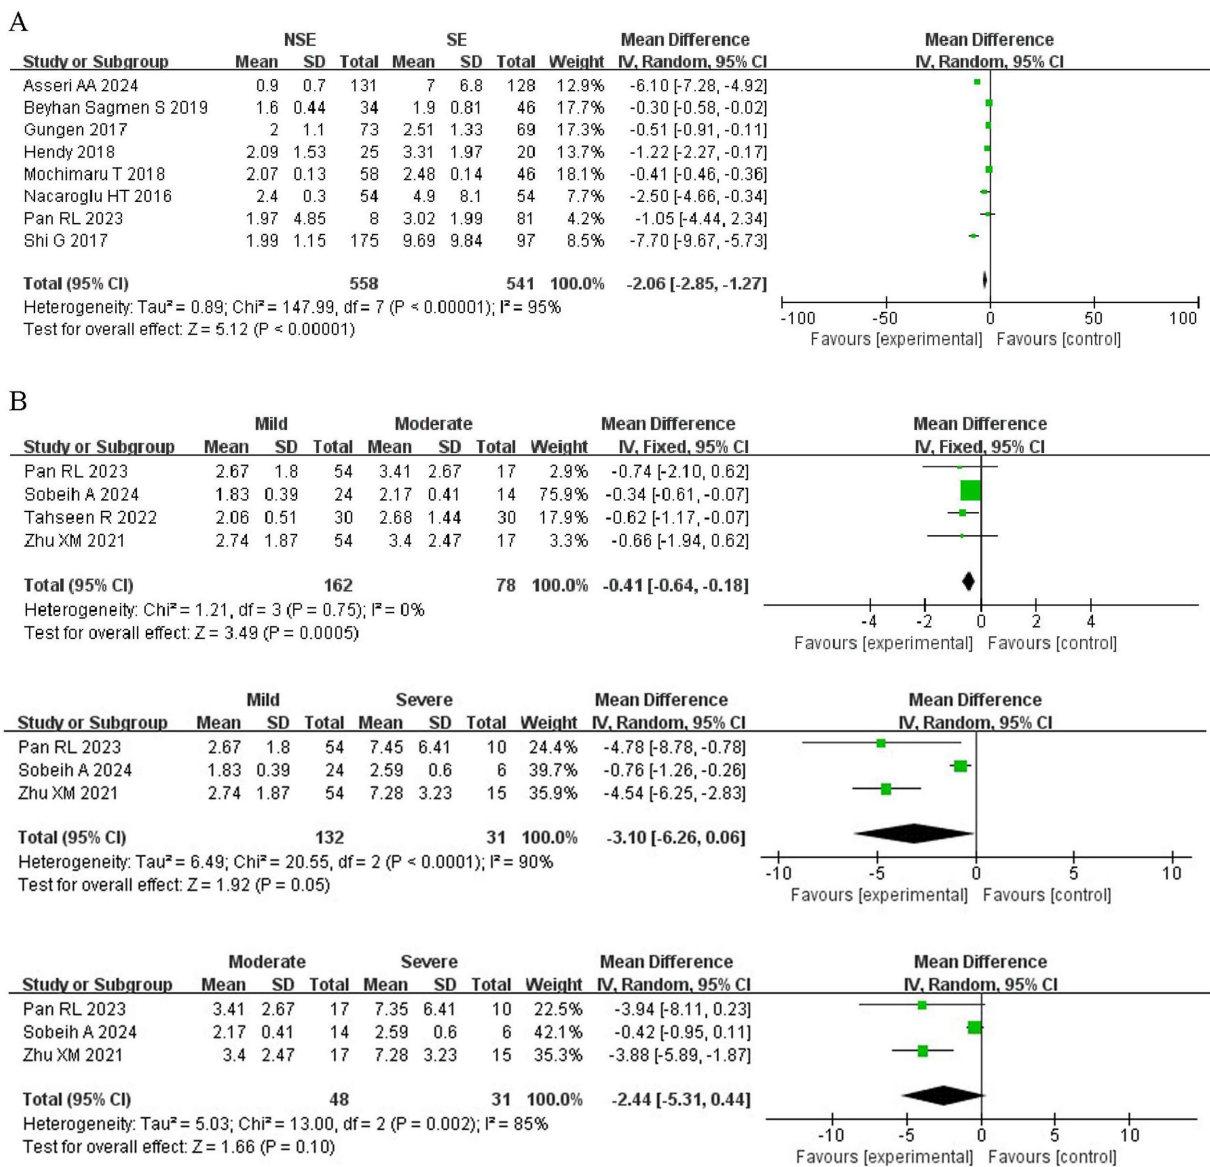 A
NSE SE Mean Difference Mean Difference
Study or Subgroup Mean SD Total Mean SD Total Weight IV, Random, 95% CI IV, Random, 95% CI
Asseri AA 2024 0.9 0.7 131 7 6.8 128 12.9% -6.10 [-7.28, -4.92]
Beyhan Sagmen S 2019 1.6 0.44 34 1.9 0.81 46 17.7% -0.30 [-0.58, -0.02]
Gungen 2017 2 1.1 73 2.51 1.33 69 17.3% -0.51 [-0.91, -0.11]
Hendy 2018 2.09 1.53 25 3.31 1.97 20 13.7% -1.22 [-2.27, -0.17]
Mochimaru T 2018 2.07 0.13 58 2.48 0.14 46 18.1% -0.41 [-0.46, -0.36]
Nacaroglu HT 2016 2.4 0.3 54 4.9 8.1 54 7.7% -2.50 [-4.66, -0.34]
Pan RL 2023 1.97 4.85 8 3.02 1.99 81 4.2% -1.05 [-4.44, 2.34]
Shi G 2017 1.99 1.15 175 9.69 9.84 97 8.5% -7.70 [-9.67, -5.73]
Total (95% CI) 558 541 100.0% -2.06 [-2.85, -1.27]
Heterogeneity: Tau² = 0.89; Chi² = 147.99, df = 7 (P < 0.00001); I² = 95%
Test for overall effect: Z = 5.12 (P < 0.00001)
-100 -50 0 50 100
Favours [experimental] Favours [control]
B
Mild Moderate Mean Difference Mean Difference
Study or Subgroup Mean SD Total Mean SD Total Weight IV, Fixed, 95% CI IV, Fixed, 95% CI
Pan RL 2023 2.67 1.8 54 3.41 2.67 17 2.9% -0.74 [-2.10, 0.62]
Sobeih A 2024 1.83 0.39 24 2.17 0.41 14 75.9% -0.34 [-0.61, -0.07]
Tahseen R 2022 2.06 0.51 30 2.68 1.44 30 17.9% -0.62 [-1.17, -0.07]
Zhu XM 2021 2.74 1.87 54 3.4 2.47 17 3.3% -0.66 [-1.94, 0.62]
Total (95% CI) 162 78 100.0% -0.41 [-0.64, -0.18]
Heterogeneity: Chi² = 1.21, df = 3 (P = 0.75); I² = 0%
Test for overall effect: Z = 3.49 (P = 0.0005)
-4 -2 0 2 4
Favours [experimental] Favours [control]
Mild Severe Mean Difference Mean Difference
Study or Subgroup Mean SD Total Mean SD Total Weight IV, Random, 95% CI IV, Random, 95% CI
Pan RL 2023 2.67 1.8 54 7.45 6.41 10 24.4% -4.78 [-8.78, -0.78]
Sobeih A 2024 1.83 0.39 24 2.59 0.6 6 39.7% -0.76 [-1.26, -0.26]
Zhu XM 2021 2.74 1.87 54 7.28 3.23 15 35.9% -4.54 [-6.25, -2.83]
Total (95% CI) 132 31 100.0% -3.10 [-6.26, 0.06]
Heterogeneity: Tau² = 6.49; Chi² = 20.55, df = 2 (P < 0.0001); I² = 90%
Test for overall effect: Z = 1.92 (P = 0.05)
-10 -5 0 5 10
Favours [experimental] Favours [control]
Moderate Severe Mean Difference Mean Difference
Study or Subgroup Mean SD Total Mean SD Total Weight IV, Random, 95% CI IV, Random, 95% CI
Pan RL 2023 3.41 2.67 17 7.35 6.41 10 22.5% -3.94 [-8.11, 0.23]
Sobeih A 2024 2.17 0.41 14 2.59 0.6 6 42.1% -0.42 [-0.95, 0.11]
Zhu XM 2021 3.4 2.47 17 7.28 3.23 15 35.3% -3.88 [-5.89, -1.87]
Total (95% CI) 48 31 100.0% -2.44 [-5.31, 0.44]
Heterogeneity: Tau² = 5.03; Chi² = 13.00, df = 2 (P = 0.002); I² = 85%
Test for overall effect: Z = 1.66 (P = 0.10)
-10 -5 0 5 10
Favours [experimental] Favours [control]